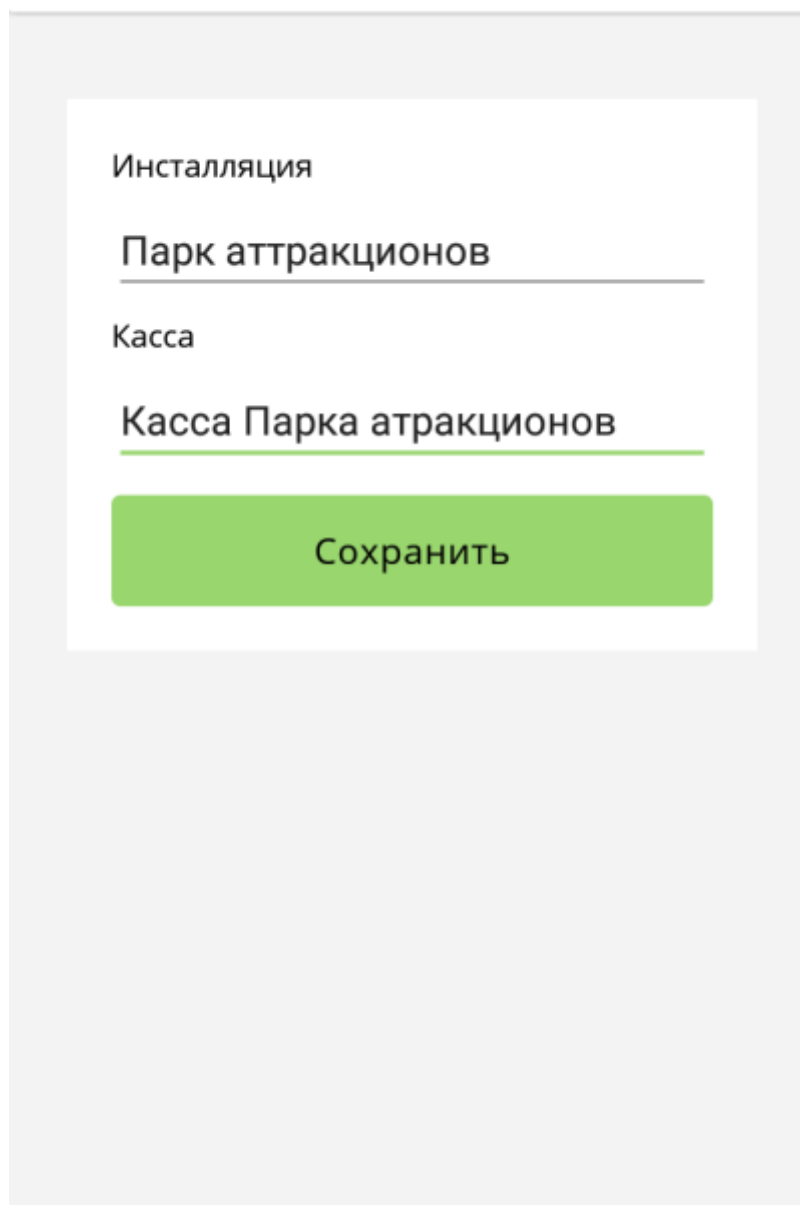 Инсталляция
Парк аттракционов
Касса
Касса Парка атракционов
Сохранить